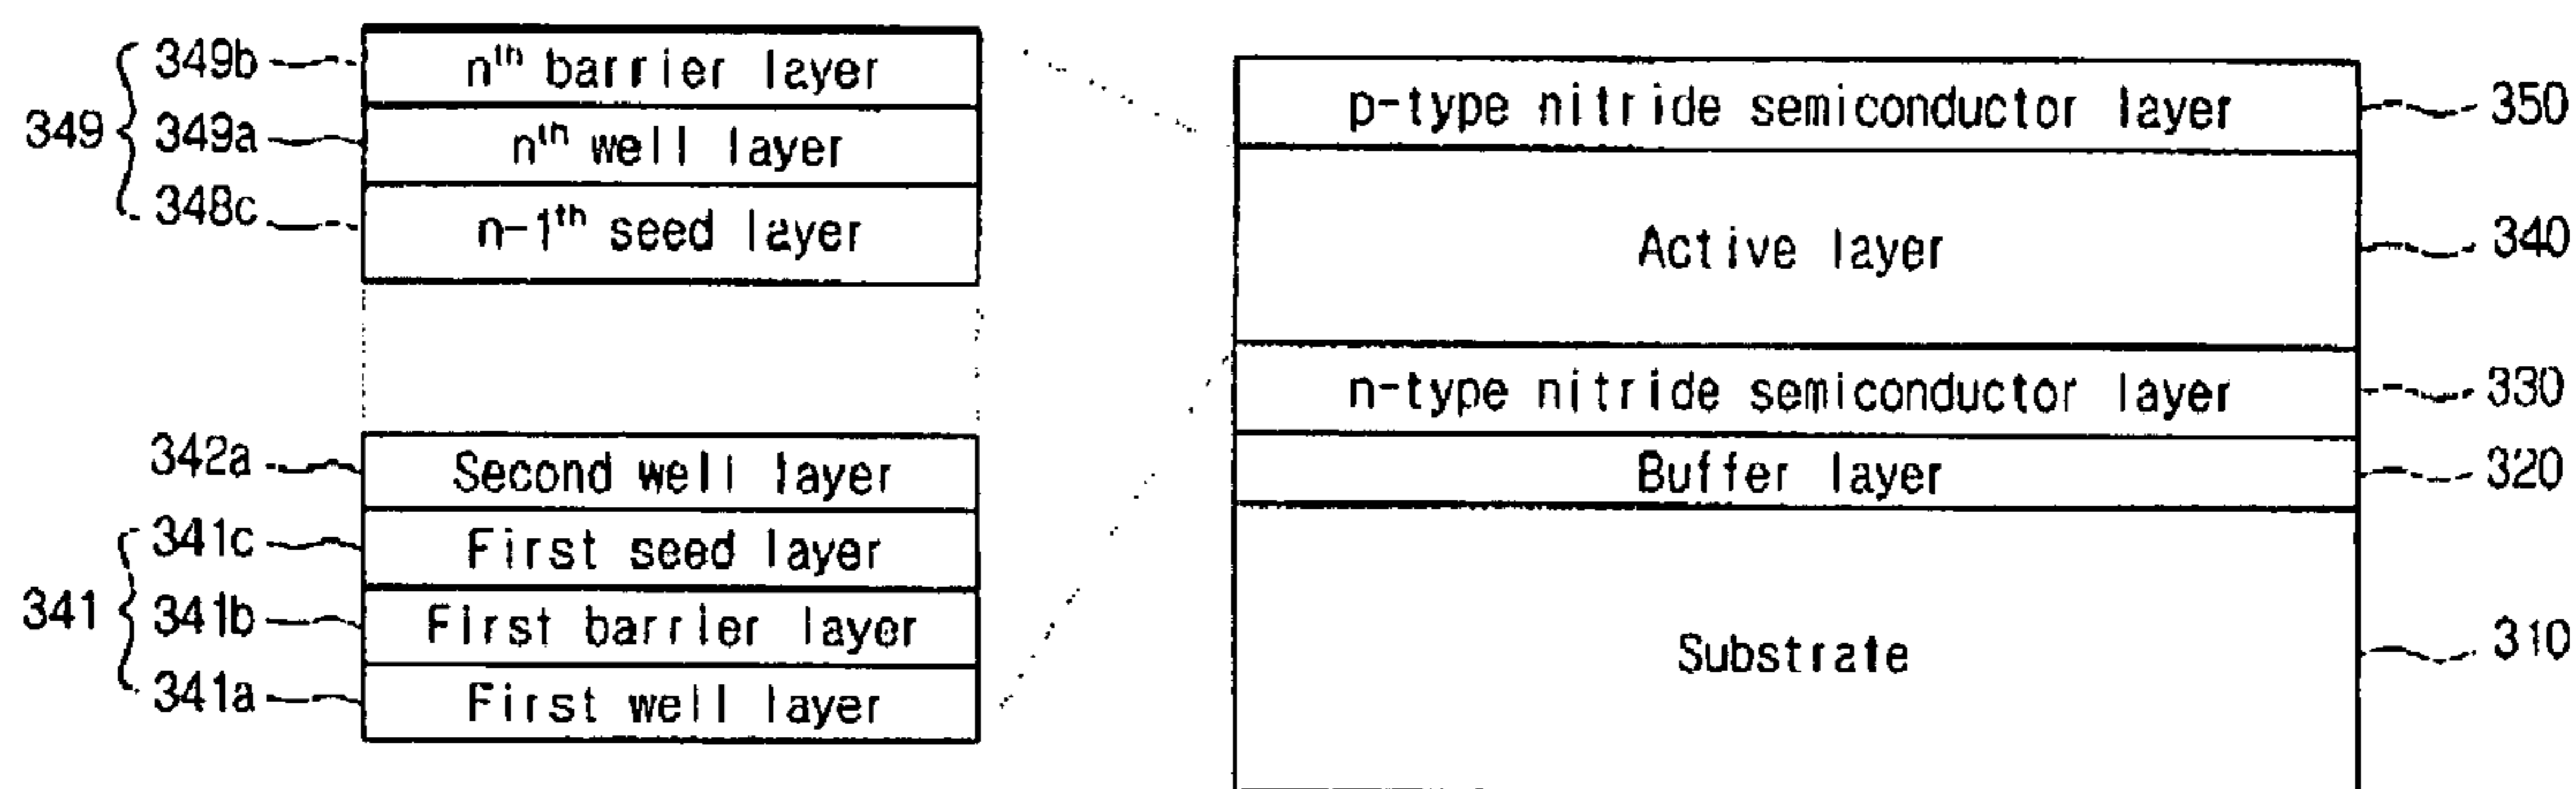 349b nᵗʰ barrier layer
349 349a nᵗʰ well layer
348c n-1ᵗʰ seed layer
342a Second well layer
341c First seed layer
341 341b First barrier layer
341a First well layer
p-type nitride semiconductor layer 350
Active layer 340
n-type nitride semiconductor layer 330
Buffer layer 320
Substrate 310